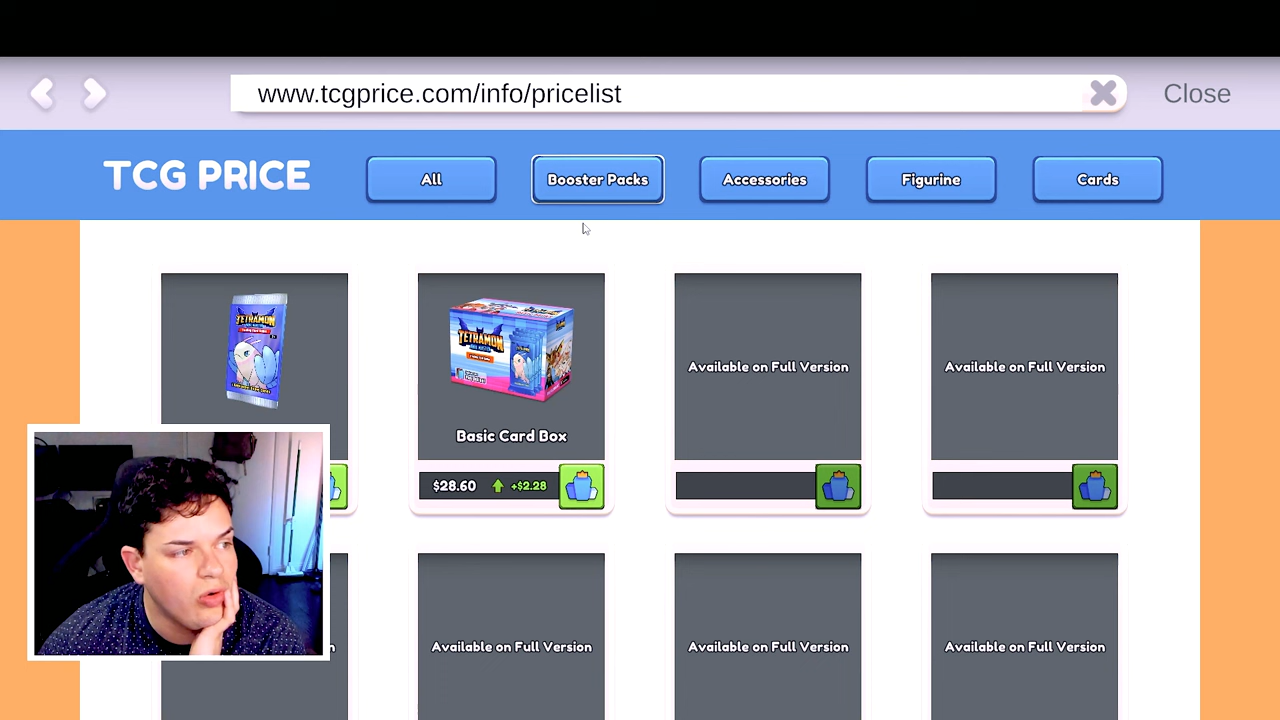 www.tcgprice.com/info/pricelist
Close
TCG PRICE
All
Booster Packs
Accessories
Figurine
Cards
TETRAMON
TETRAMON
Available on Full Version
Available on Full Version
Basic Card Box
$28.60 +$2.28
Available on Full Version
Available on Full Version
Available on Full Version